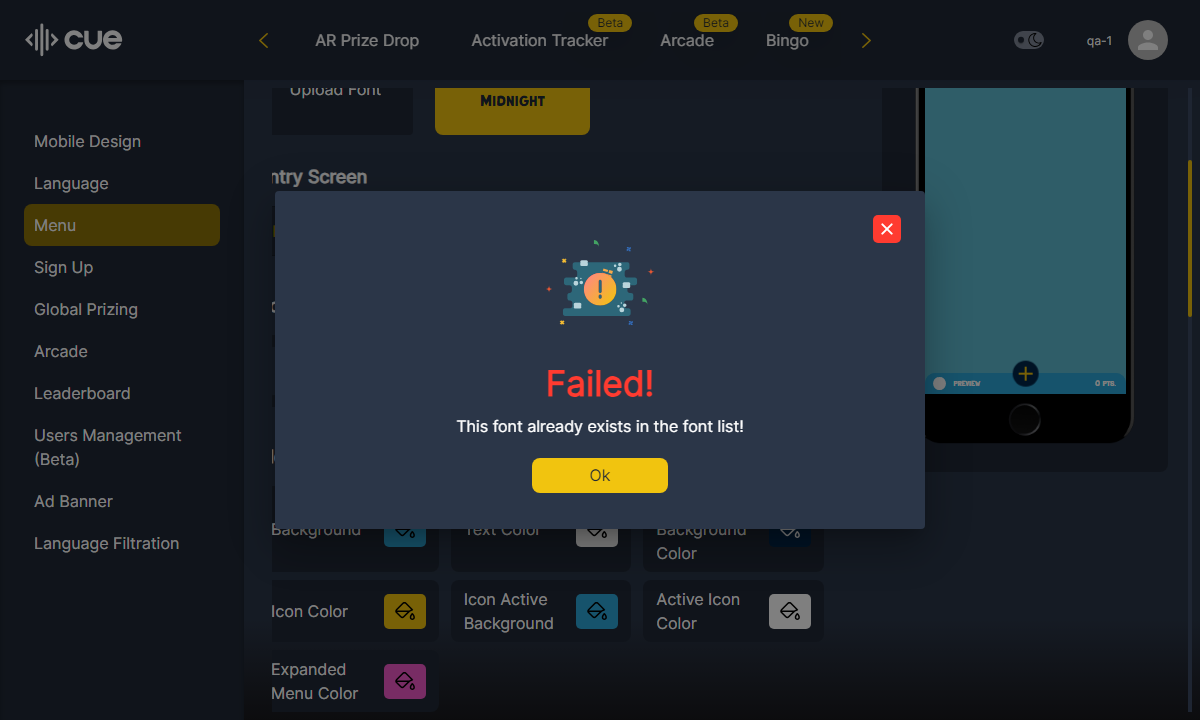 cue
AR Prize Drop
Activation Tracker
Beta
Arcade
Beta
Bingo
New
qa-1
Mobile Design
Language
Menu
Sign Up
Global Prizing
Arcade
Leaderboard
Users Management
(Beta)
Ad Banner
Language Filtration
Upload Font
MIDNIGHT
ntry Screen
Failed!
This font already exists in the font list!
Ok
PREVIEW
0 PTS.
Background
Text Color
Background
Color
Icon Color
Icon Active
Background
Active Icon
Color
Expanded
Menu Color